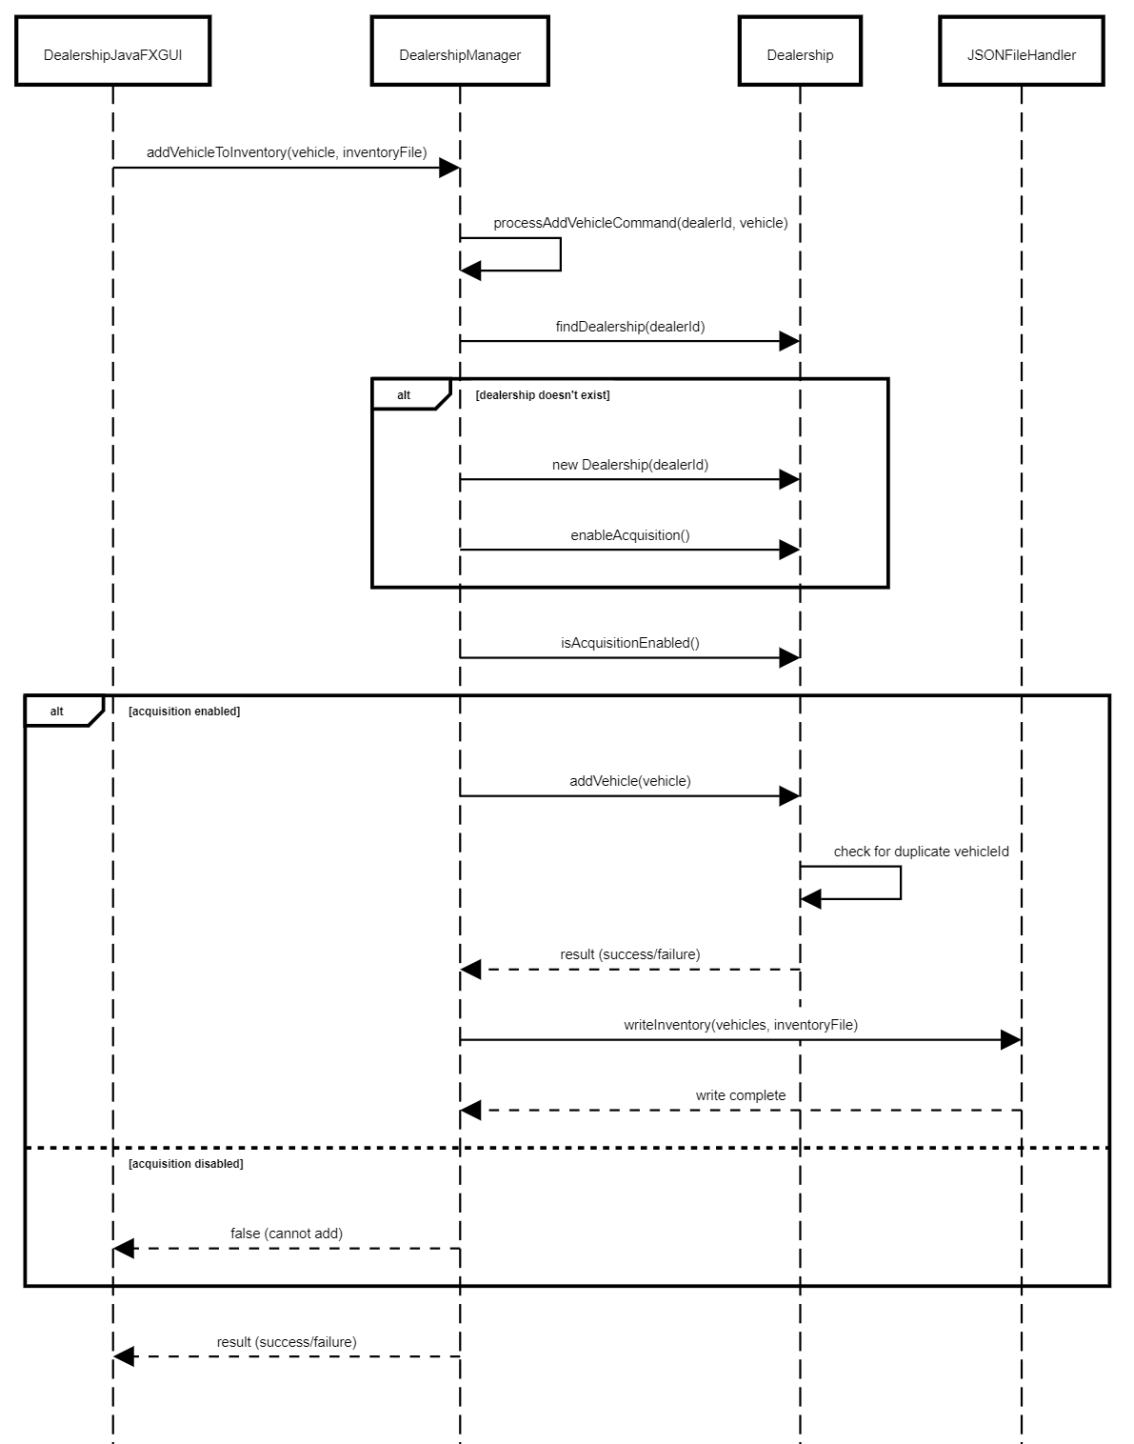 DealershipJavaFXGUI
DealershipManager
Dealership
JSONFileHandler
addVehicleToInventory(vehicle, inventoryFile)
processAddVehicleCommand(dealerId, vehicle)
findDealership(dealerId)
alt
[dealership doesn't exist]
new Dealership(dealerId)
enableAcquisition()
isAcquisitionEnabled()
alt
[acquisition enabled]
addVehicle(vehicle)
check for duplicate vehicleId
result (success/failure)
writeInventory(vehicles, inventoryFile)
write complete
[acquisition disabled]
false (cannot add)
result (success/failure)